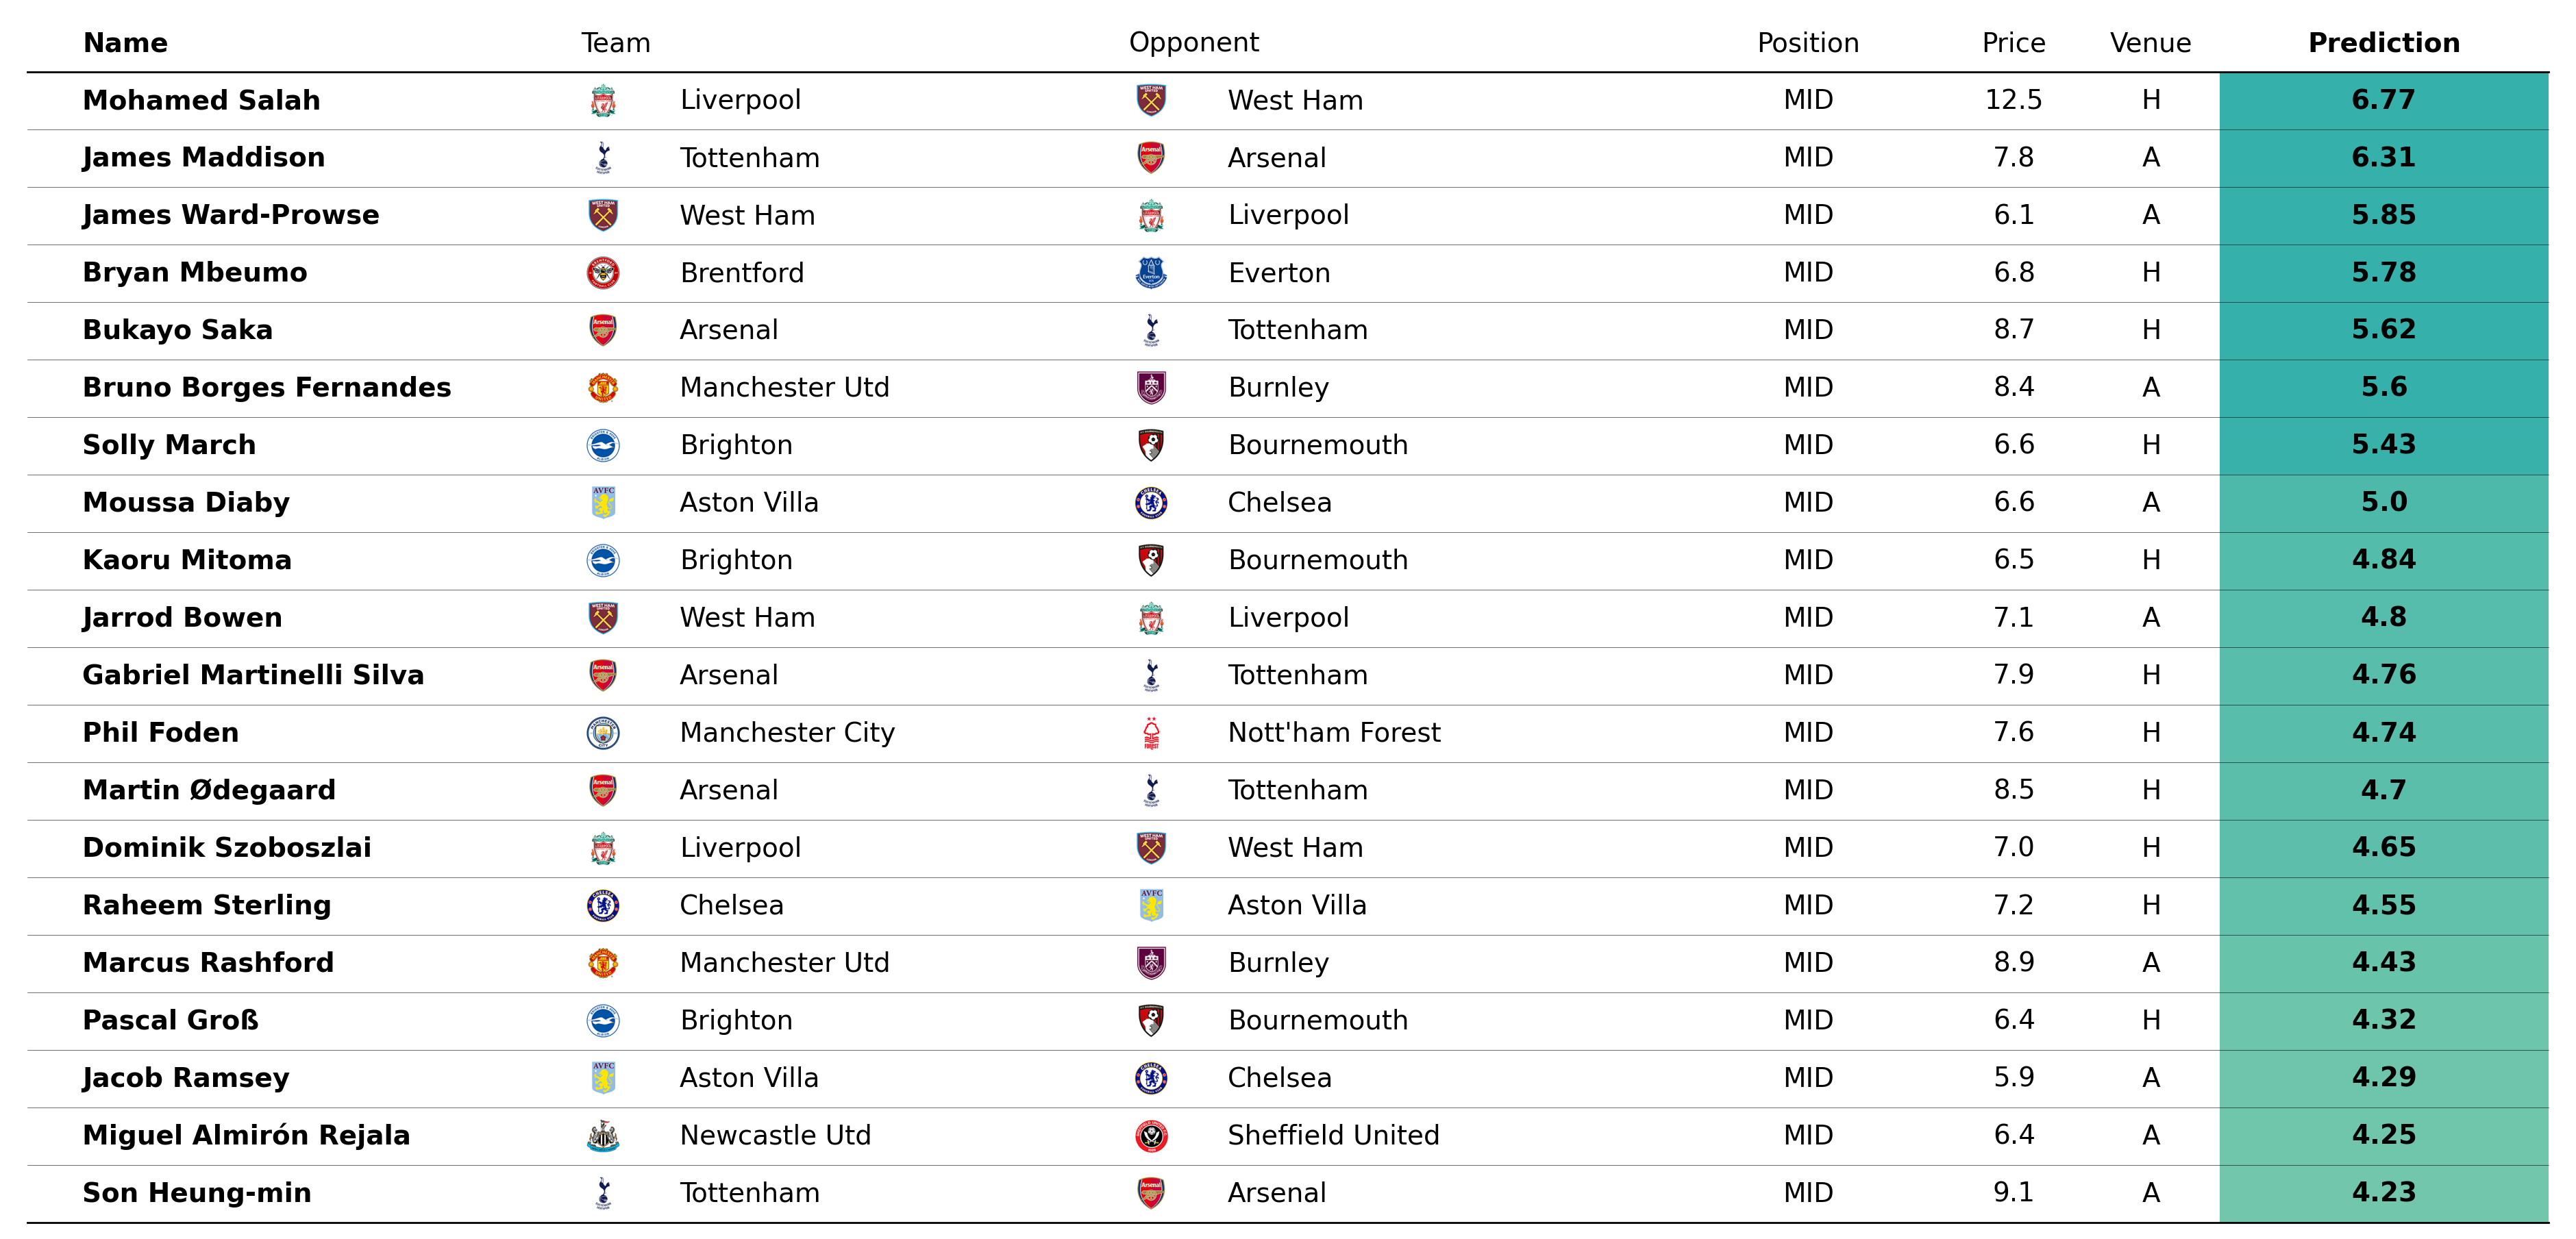 Name Team Opponent Position Price Venue Prediction
Mohamed Salah Liverpool West Ham MID 12.5 H 6.77
James Maddison Tottenham Arsenal MID 7.8 A 6.31
James Ward-Prowse West Ham Liverpool MID 6.1 A 5.85
Bryan Mbeumo Brentford Everton MID 6.8 H 5.78
Bukayo Saka Arsenal Tottenham MID 8.7 H 5.62
Bruno Borges Fernandes Manchester Utd Burnley MID 8.4 A 5.6
Solly March Brighton Bournemouth MID 6.6 H 5.43
Moussa Diaby Aston Villa Chelsea MID 6.6 A 5.0
Kaoru Mitoma Brighton Bournemouth MID 6.5 H 4.84
Jarrod Bowen West Ham Liverpool MID 7.1 A 4.8
Gabriel Martinelli Silva Arsenal Tottenham MID 7.9 H 4.76
Phil Foden Manchester City Nott'ham Forest MID 7.6 H 4.74
Martin Ødegaard Arsenal Tottenham MID 8.5 H 4.7
Dominik Szoboszlai Liverpool West Ham MID 7.0 H 4.65
Raheem Sterling Chelsea Aston Villa MID 7.2 H 4.55
Marcus Rashford Manchester Utd Burnley MID 8.9 A 4.43
Pascal Groß Brighton Bournemouth MID 6.4 H 4.32
Jacob Ramsey Aston Villa Chelsea MID 5.9 A 4.29
Miguel Almirón Rejala Newcastle Utd Sheffield United MID 6.4 A 4.25
Son Heung-min Tottenham Arsenal MID 9.1 A 4.23